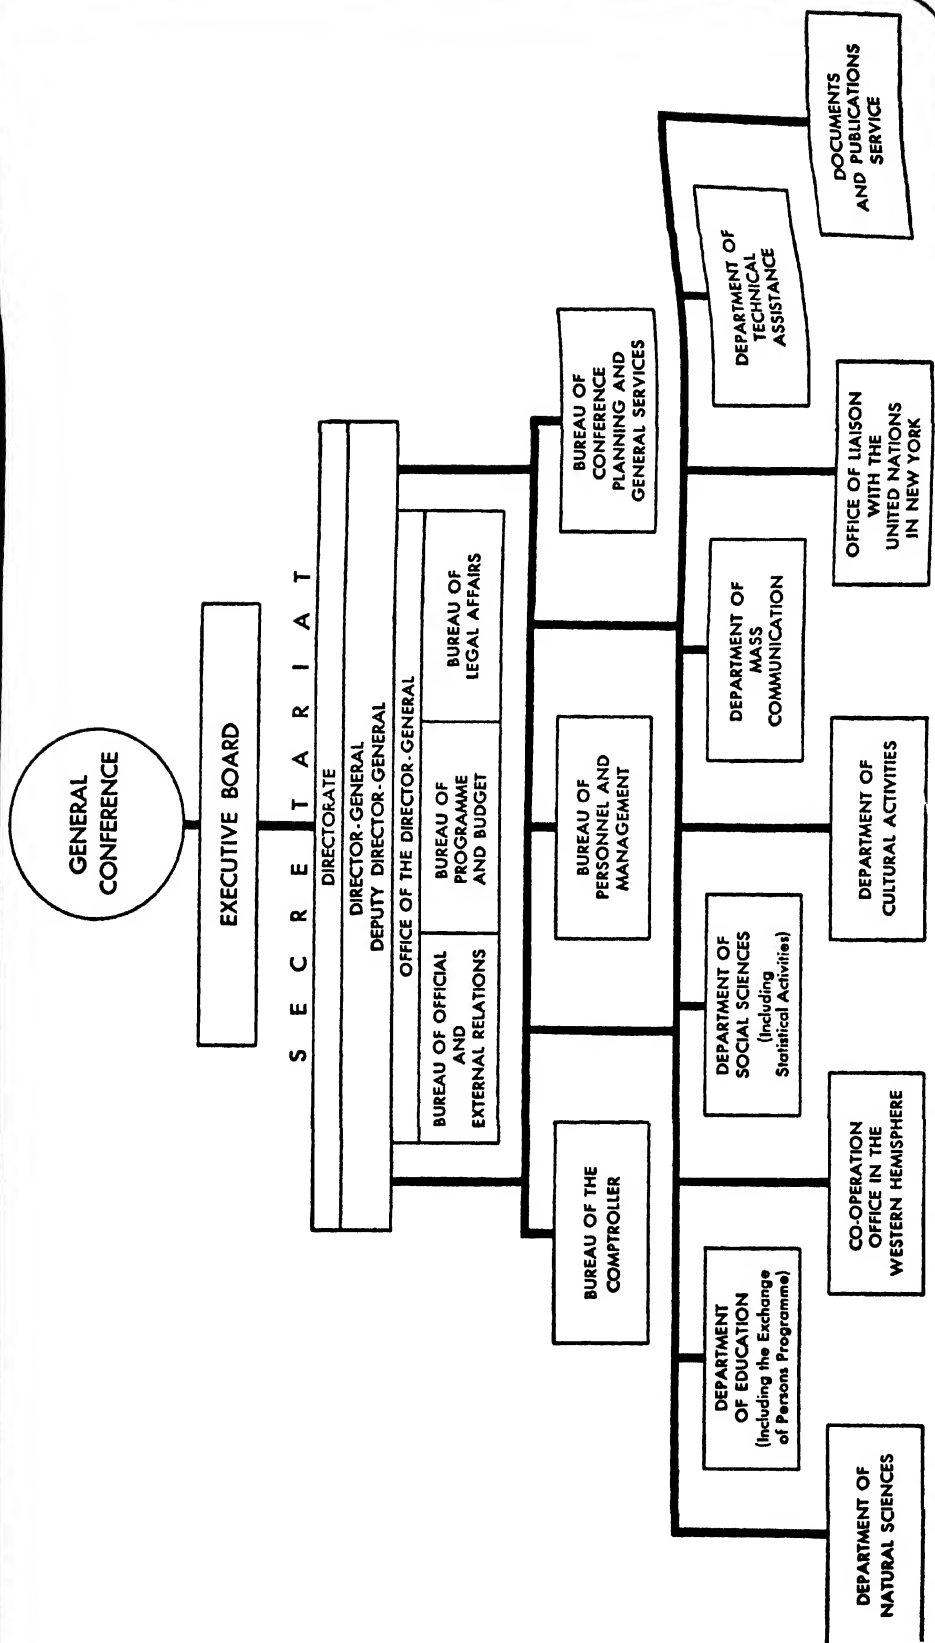 GENERAL
CONFERENCE
EXECUTIVE BOARD
SECRETARIAT
DIRECTORATE
DIRECTOR-GENERAL
DEPUTY DIRECTOR-GENERAL
OFFICE OF THE DIRECTOR-GENERAL
BUREAU OF OFFICIAL
AND
EXTERNAL RELATIONS
BUREAU OF
PROGRAMME
AND BUDGET
BUREAU OF
LEGAL AFFAIRS
BUREAU OF THE
COMPTROLLER
BUREAU OF
PERSONNEL AND
MANAGEMENT
BUREAU OF
CONFERENCE
PLANNING AND
GENERAL SERVICES
DEPARTMENT
OF EDUCATION
(Including the Exchange
of Persons Programme)
DEPARTMENT OF
SOCIAL SCIENCES
(Including
Statistical Activities)
DEPARTMENT OF
MASS
COMMUNICATION
DEPARTMENT OF
TECHNICAL
ASSISTANCE
DEPARTMENT OF
NATURAL SCIENCES
CO-OPERATION
OFFICE IN THE
WESTERN HEMISPHERE
DEPARTMENT OF
CULTURAL ACTIVITIES
OFFICE OF LIAISON
WITH THE
UNITED NATIONS
IN NEW YORK
DOCUMENTS
AND PUBLICATIONS
SERVICE